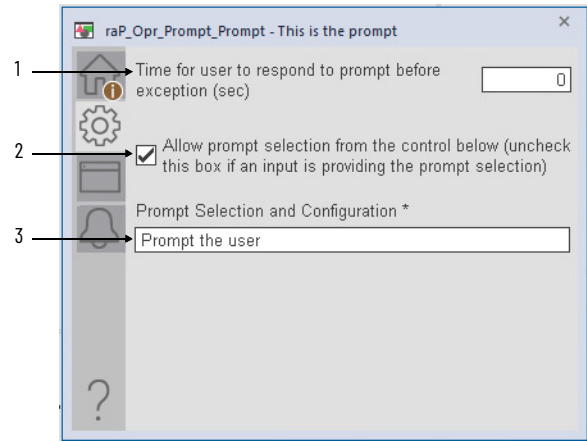 raP_Opr_Prompt_Prompt - This is the prompt
×
1
Time for user to respond to prompt before
exception (sec)
0
2
Allow prompt selection from the control below (uncheck
this box if an input is providing the prompt selection)
Prompt Selection and Configuration *
3
Prompt the user
?